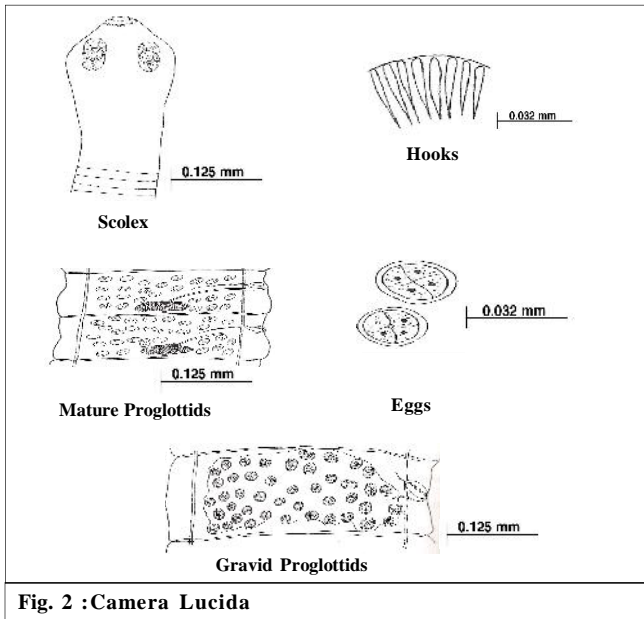 0.125 mm
Scolex
0.032 mm
Hooks
0.125 mm
Mature Proglottids
0.032 mm
Eggs
0.125 mm
Gravid Proglottids
Fig. 2 :Camera Lucida